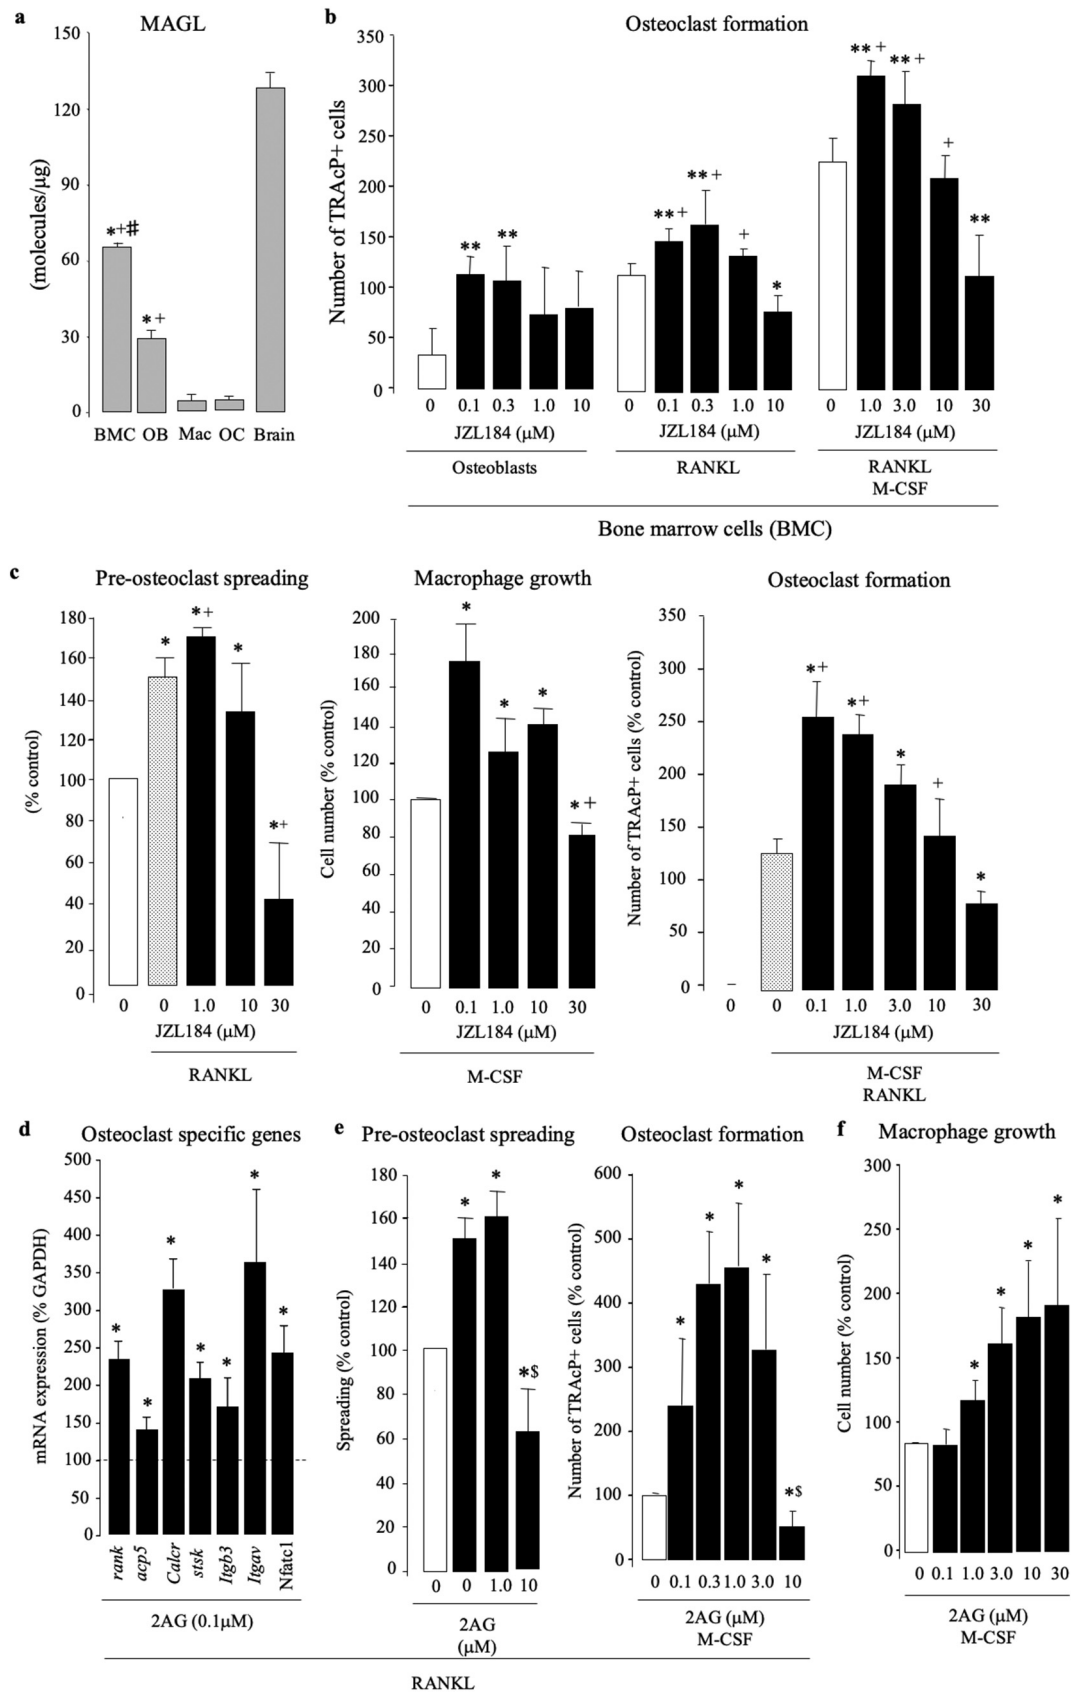 a
MAGL
(molecules/µg)
150
120
90
60
30
0
*+#
*+
BMC OB Mac OC Brain
b
Osteoclast formation
Number of TRAcP+ cells
350
300
250
200
150
100
50
0
** **
**+ **+ + *
**+ **+ + **
0 0.1 0.3 1.0 10
JZL184 (µM)
Osteoblasts
0 0.1 0.3 1.0 10
JZL184 (µM)
RANKL
0 1.0 3.0 10 30
JZL184 (µM)
RANKL
M-CSF
Bone marrow cells (BMC)
c
Pre-osteoclast spreading
(% control)
180
160
140
120
100
80
60
40
20
0
* *+ * *+
0 0 1.0 10 30
JZL184 (µM)
RANKL
Macrophage growth
Cell number (% control)
200
180
160
140
120
100
80
60
40
20
0
* * * *+
0 0.1 1.0 10 30
JZL184 (µM)
M-CSF
Osteoclast formation
Number of TRAcP+ cells (% control)
350
300
250
200
150
100
50
0
*+ *+ * + *
0 0 0.1 1.0 3.0 10 30
JZL184 (µM)
M-CSF
RANKL
d
Osteoclast specific genes
mRNA expression (% GAPDH)
500
450
400
350
300
250
200
150
100
50
0
* * * * * * *
rank acp5 Calcr stsk Itgb3 Itgav Nfatc1
2AG (0.1µM)
e
Pre-osteoclast spreading
Spreading (% control)
180
160
140
120
100
80
60
40
20
0
* * *$
0 0 1.0 10
2AG
(µM)
Osteoclast formation
Number of TRAcP+ cells (% control)
600
500
400
300
200
100
0
* * * * *$
0 0.1 0.3 1.0 3.0 10
2AG (µM)
M-CSF
RANKL
f
Macrophage growth
Cell number (% control)
300
250
200
150
100
50
0
* * * *
0 0.1 1.0 3.0 10 30
2AG (µM)
M-CSF